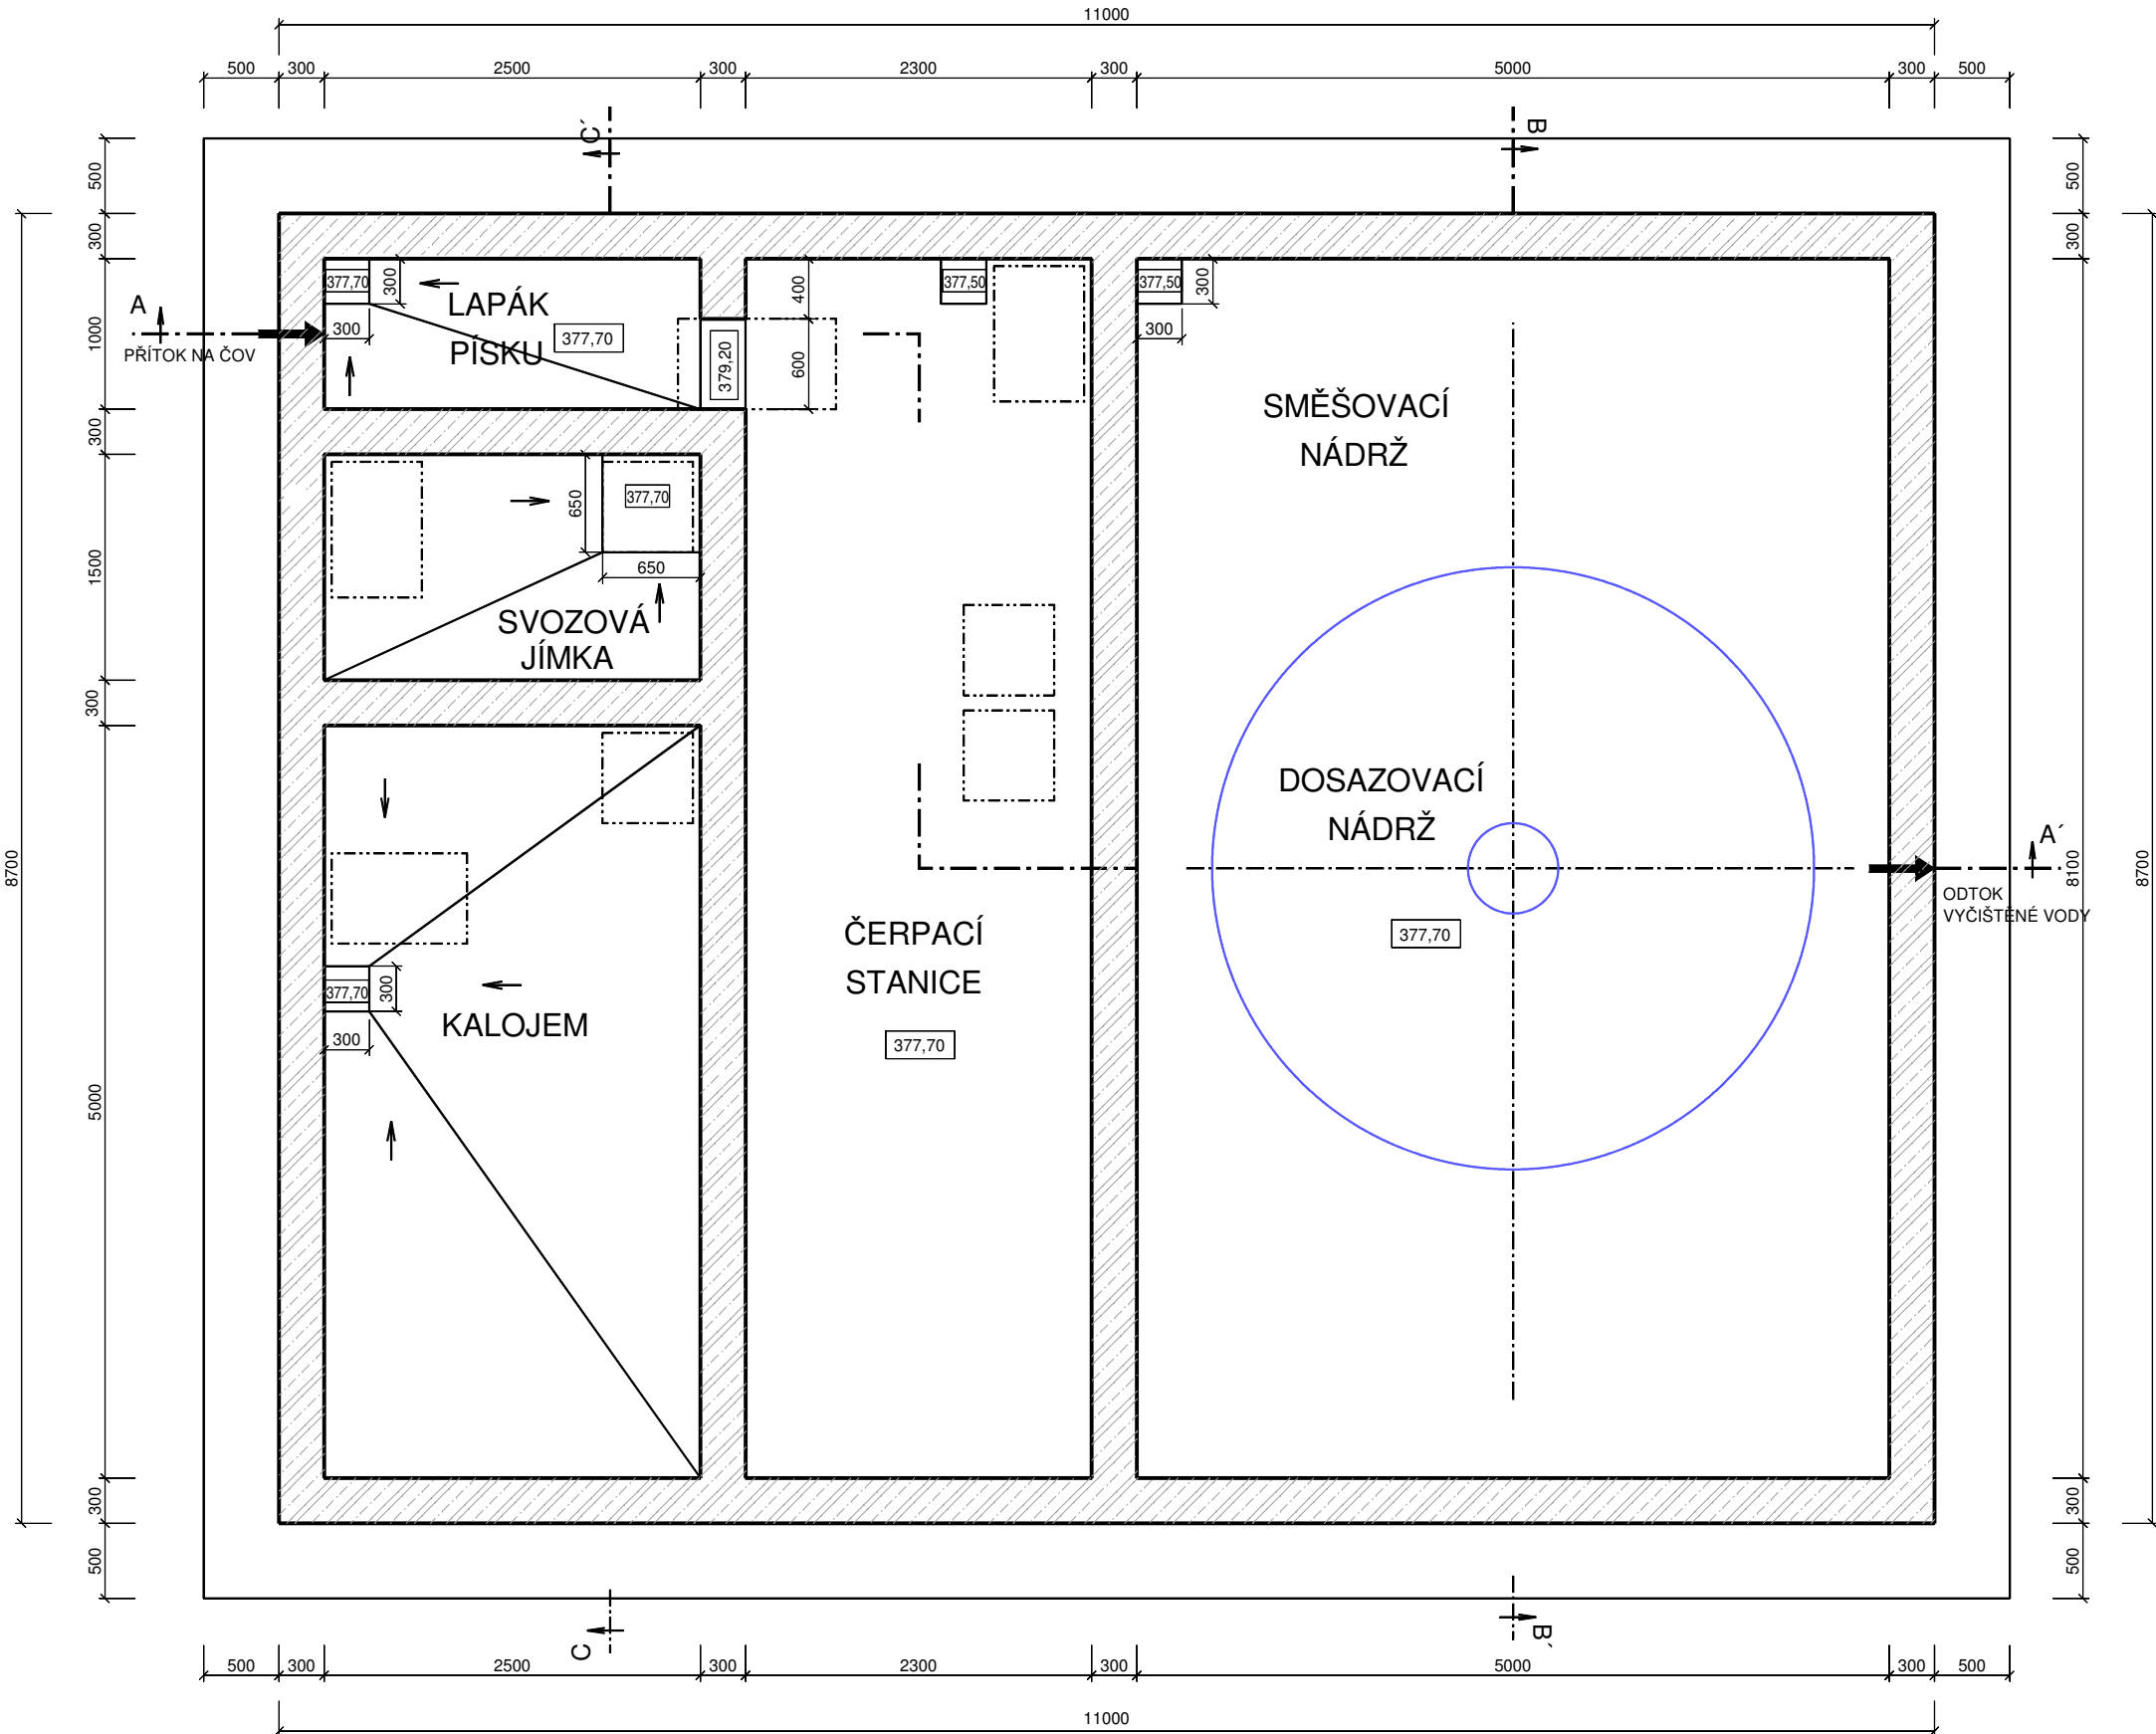 11000
500 300 2500 300 2300 300 5000 300 500
C´
B
500
500
300
300
377,70
300
LAPÁK
PÍSKU
377,70
300
400
600
379,20
377,50
377,50
300
300
A
PŘÍTOK NA ČOV
1000
300
SMĚŠOVACÍ
NÁDRŽ
650
377,70
650
1500
SVOZOVÁ
JÍMKA
300
DOSAZOVACÍ
NÁDRŽ
A´
8700
8100
8700
ODTOK
VYČIŠTĚNÉ VODY
377,70
ČERPACÍ
STANICE
377,70
377,70
300
300
KALOJEM
5000
300
300
500
500
C
B´
500 300 2500 300 2300 300 5000 300 500
11000